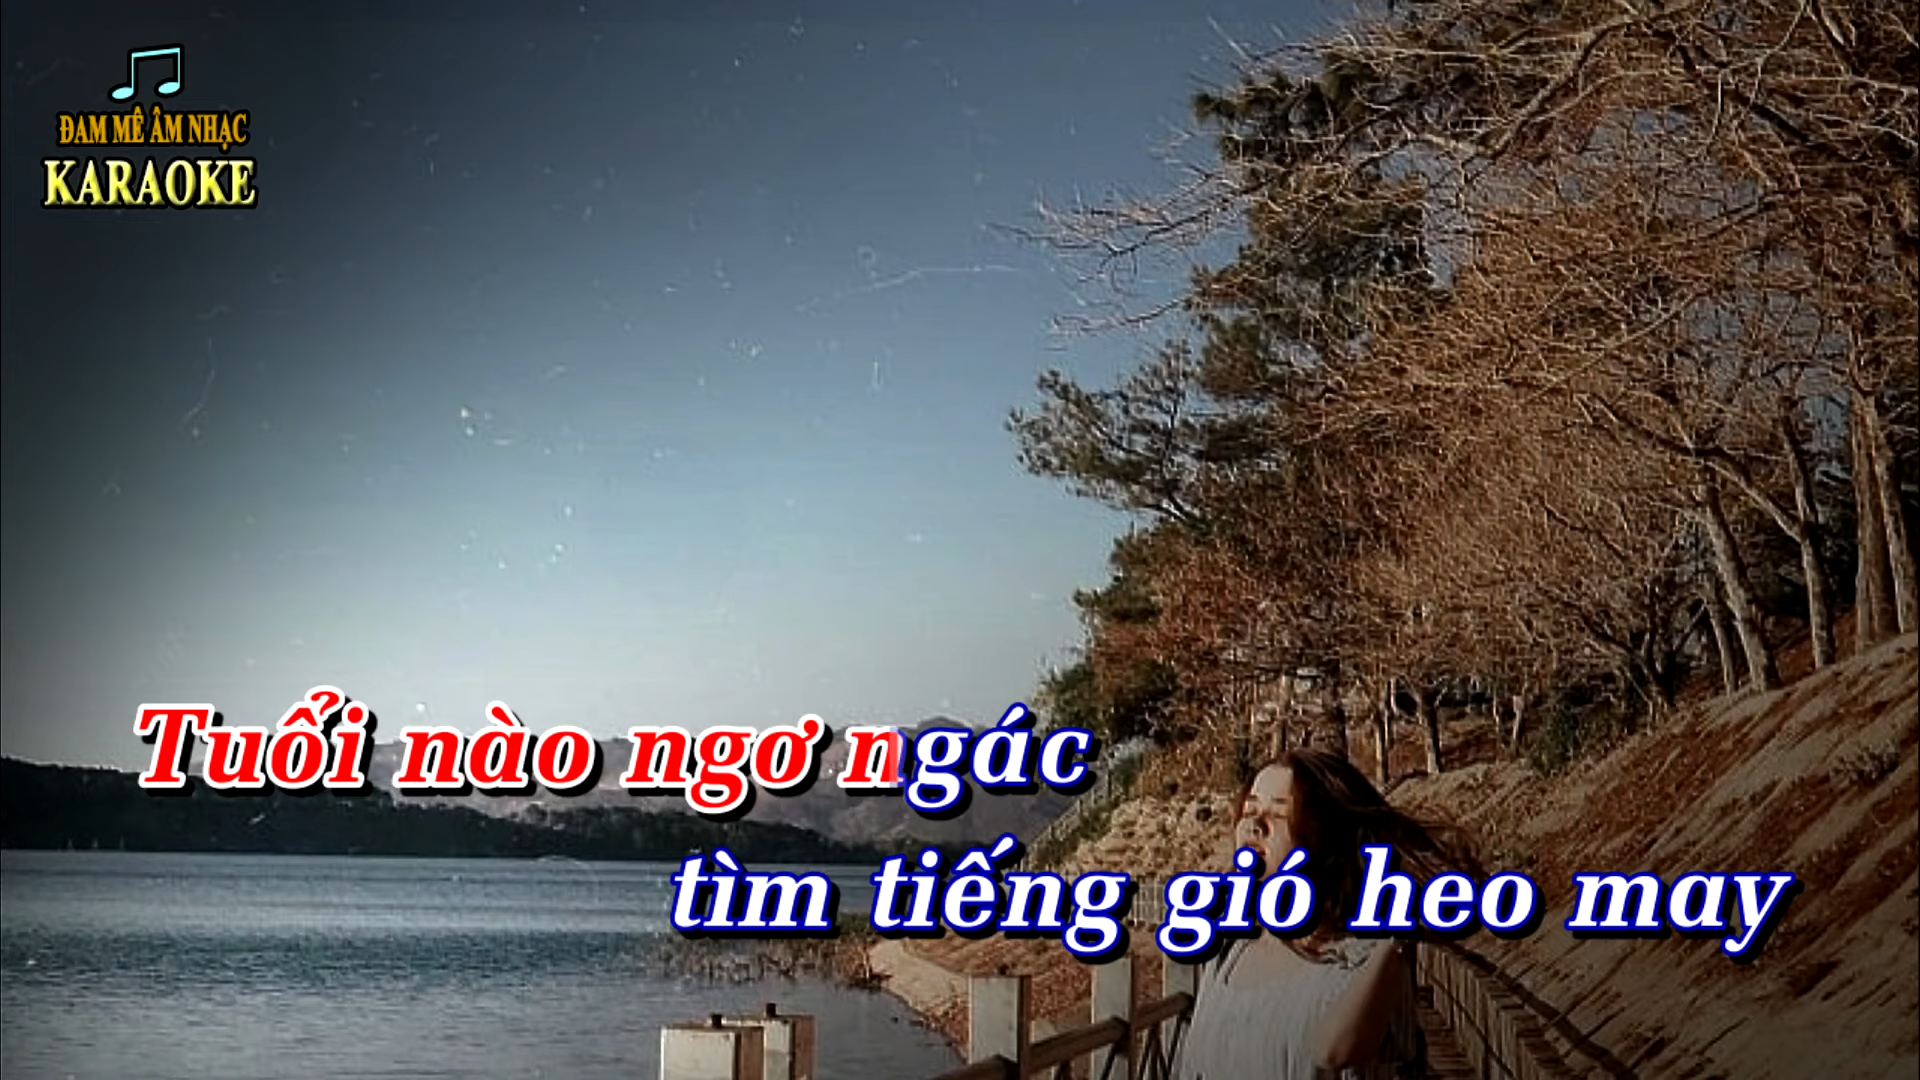 ĐAM MÊ ÂM NHẠC
KARAOKE
Tuổi nào ngơ ngác
tìm tiếng gió heo may